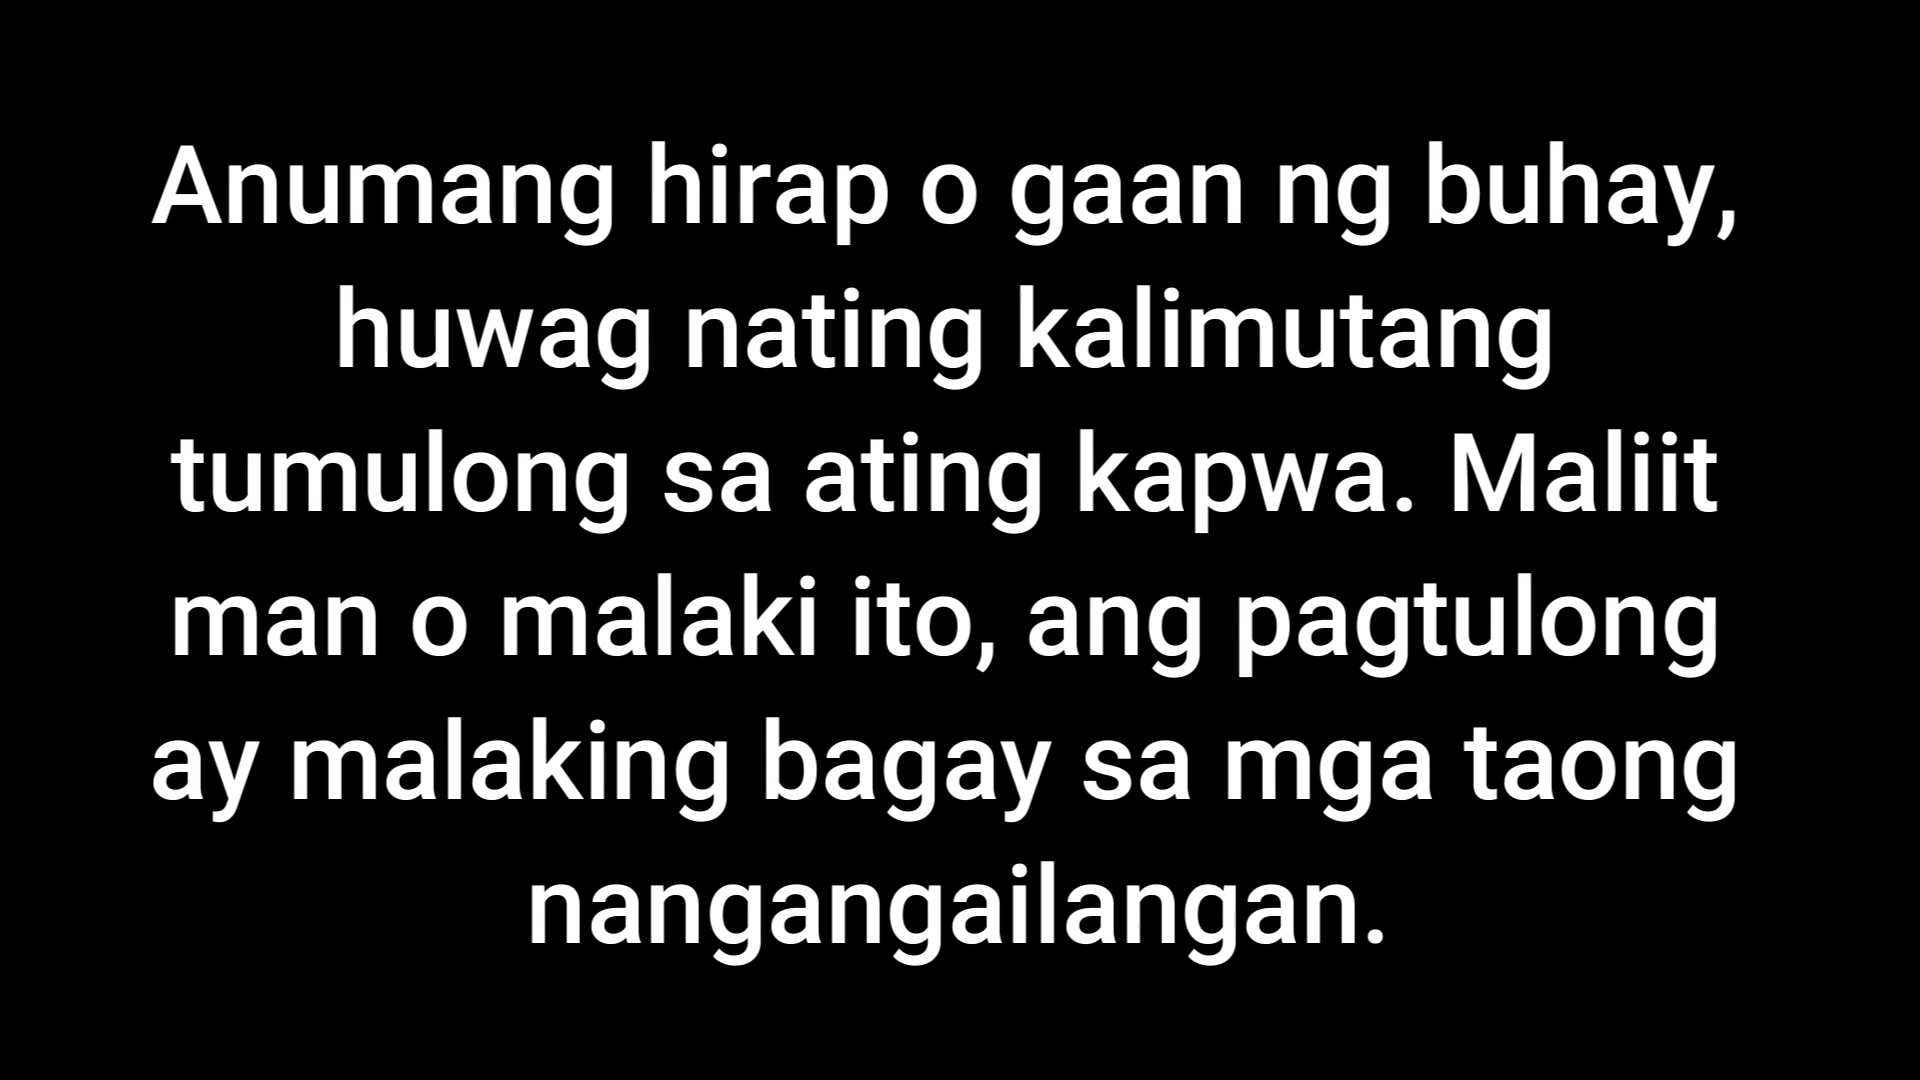 Anumang hirap o gaan ng buhay,
huwag nating kalimutang
tumulong sa ating kapwa. Maliit
man o malaki ito, ang pagtulong
ay malaking bagay sa mga taong
nangangailangan.